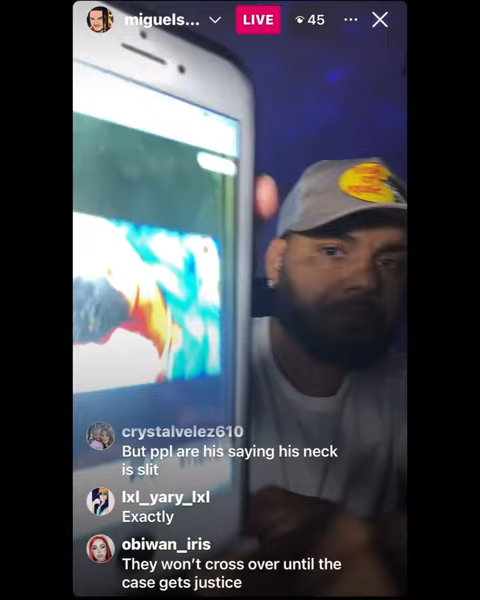 miguels...
LIVE
45
crystalvelez610
But ppl are his saying his neck
is slit
lxl_yary_lxl
Exactly
obiwan_iris
They won't cross over until the
case gets justice